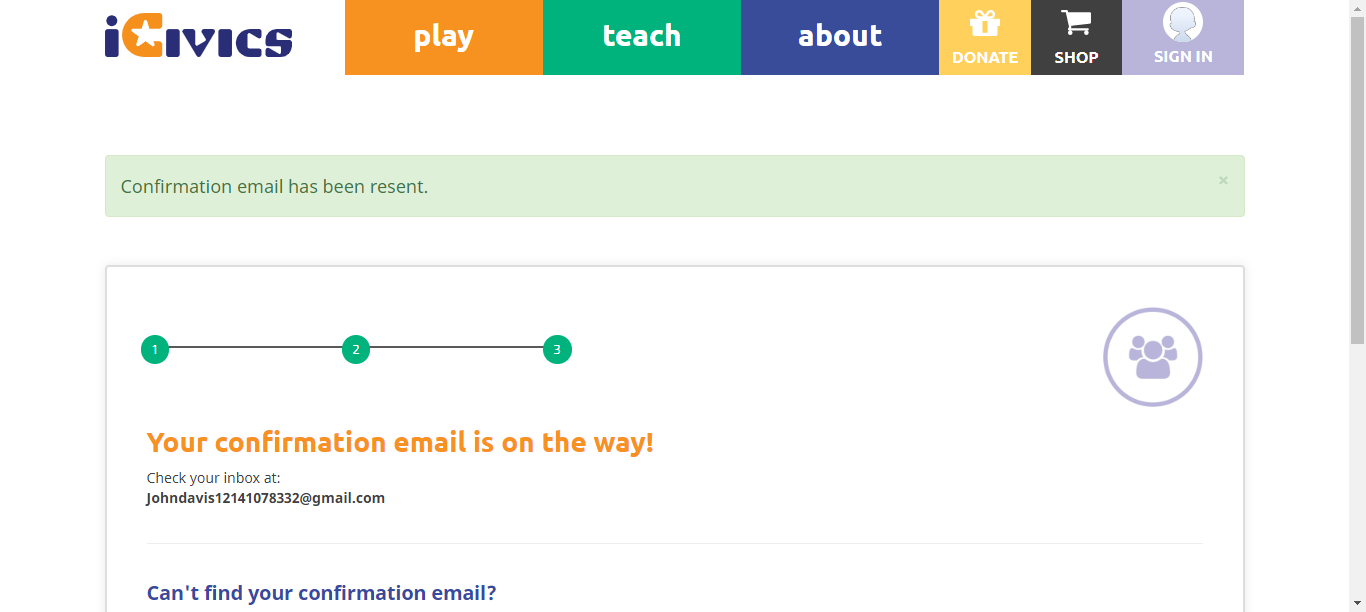 iCivics
play
teach
about
DONATE
SHOP
SIGN IN
Confirmation email has been resent.
×
1
2
3
Your confirmation email is on the way!
Check your inbox at:
Johndavis12141078332@gmail.com
Can't find your confirmation email?